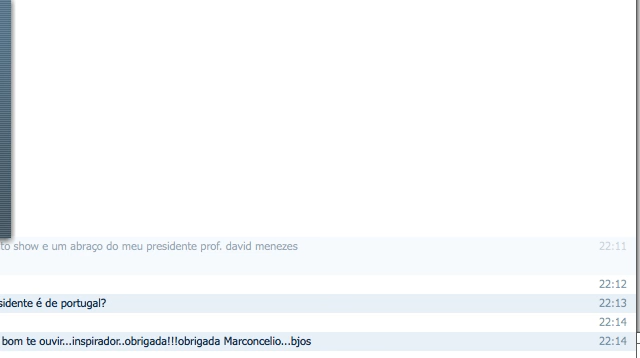 to show e um abraço do meu presidente prof. david menezes 22:11
22:12
sidente é de portugal? 22:13
22:14
bom te ouvir...inspirador..obrigada!!!obrigada Marconcelio...bjos 22:14